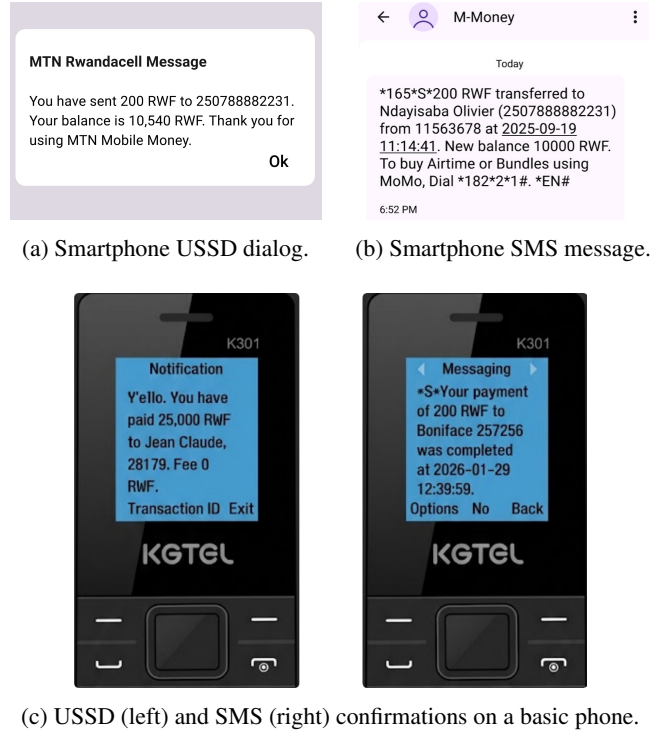 MTN Rwandacell Message
You have sent 200 RWF to 250788882231.
Your balance is 10,540 RWF. Thank you for
using MTN Mobile Money.
Ok
M-Money
Today
*165*S*200 RWF transferred to
Ndayisaba Olivier (2507888882231)
from 11563678 at 2025-09-19
11:14:41. New balance 10000 RWF.
To buy Airtime or Bundles using
MoMo, Dial *182*2*1#. *EN#
6:52 PM
(a) Smartphone USSD dialog.
(b) Smartphone SMS message.
K301
Notification
Y'ello. You have
paid 25,000 RWF
to Jean Claude,
28179. Fee 0
RWF.
Transaction ID Exit
KGTEL
K301
Messaging
*S*Your payment
of 200 RWF to
Boniface 257256
was completed
at 2026-01-29
12:39:59.
Options No Back
KGTEL
(c) USSD (left) and SMS (right) confirmations on a basic phone.